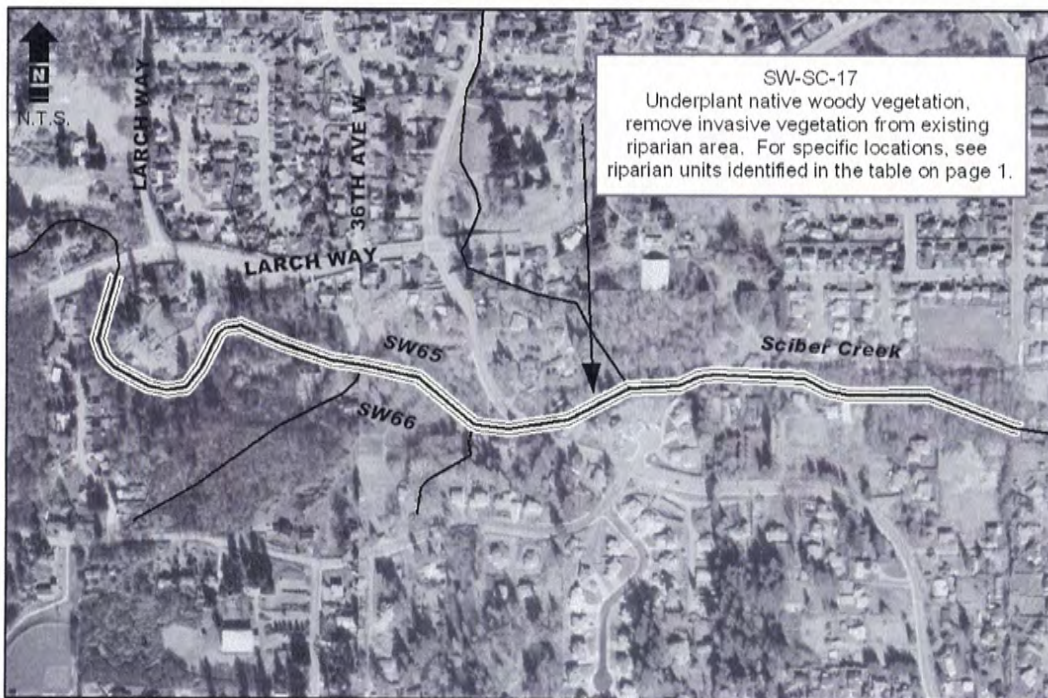 SW-SC-17
Underplant native woody vegetation,
remove invasive vegetation from existing
riparian area. For specific locations, see
riparian units identified in the table on page 1.
N
N.T.S.
LARCH WAY
36TH AVE W
LARCH WAY
SW65
SW66
Sciber Creek